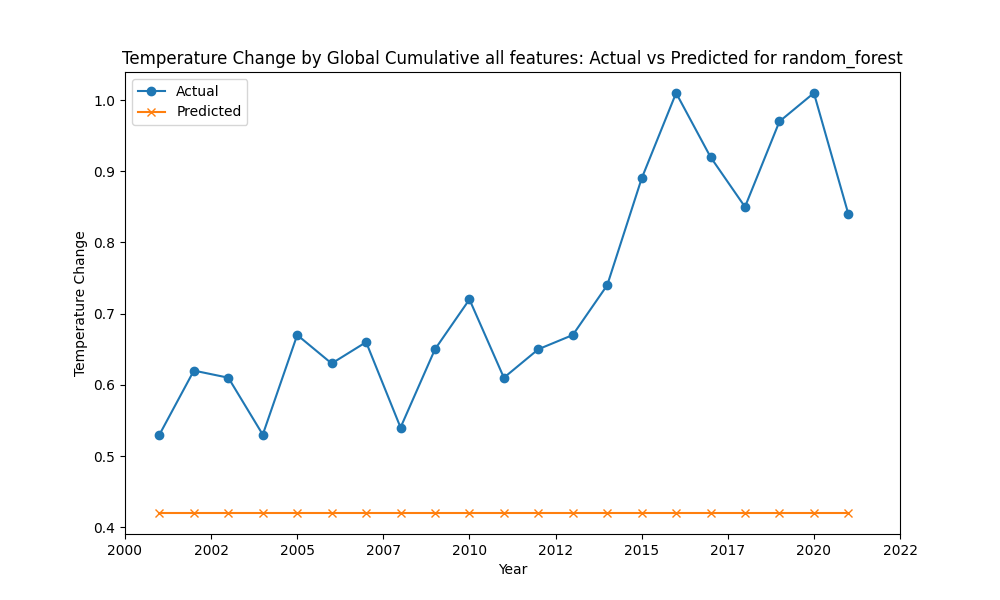 Temperature Change by Global Cumulative all features: Actual vs Predicted for random_forest
Actual
Predicted
1.0
0.9
0.8
0.7
0.6
0.5
0.4
Temperature Change
2000 2002 2005 2007 2010 2012 2015 2017 2020 2022
Year